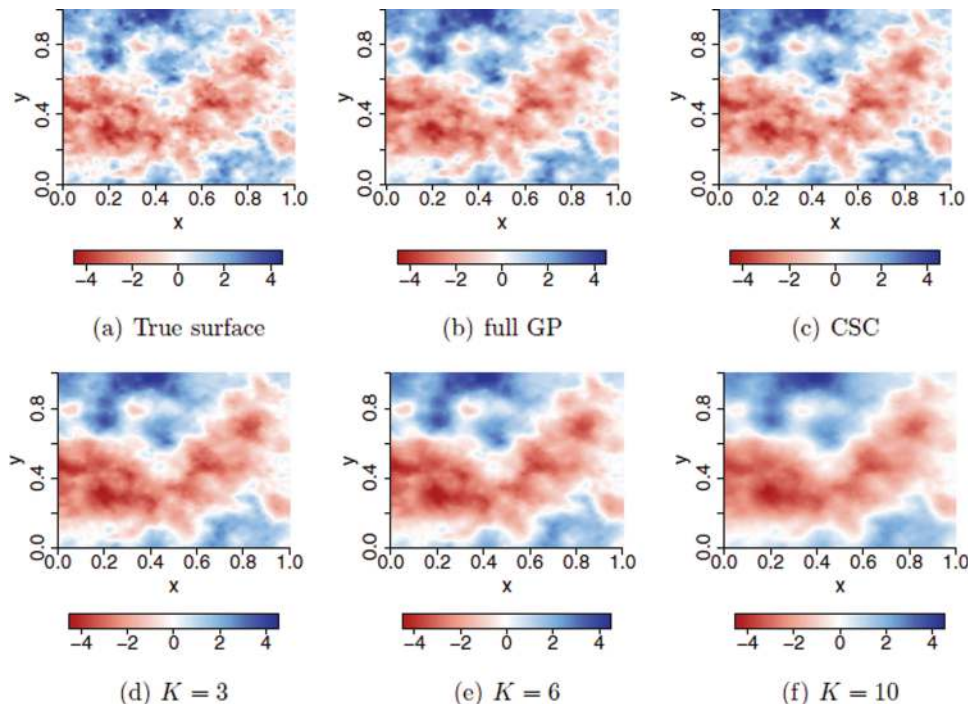 0.8 0.8 0.8
y y y
0.4 0.4 0.4
0.0 0.0 0.0
0.0 0.2 0.4 0.6 0.8 1.0 0.0 0.2 0.4 0.6 0.8 1.0 0.0 0.2 0.4 0.6 0.8 1.0
x x x
−4 −2 0 2 4 −4 −2 0 2 4 −4 −2 0 2 4
(a) True surface (b) full GP (c) CSC
0.8 0.8 0.8
y y y
0.4 0.4 0.4
0.0 0.0 0.0
0.0 0.2 0.4 0.6 0.8 1.0 0.0 0.2 0.4 0.6 0.8 1.0 0.0 0.2 0.4 0.6 0.8 1.0
x x x
−4 −2 0 2 4 −4 −2 0 2 4 −4 −2 0 2 4
(d) K = 3 (e) K = 6 (f) K = 10